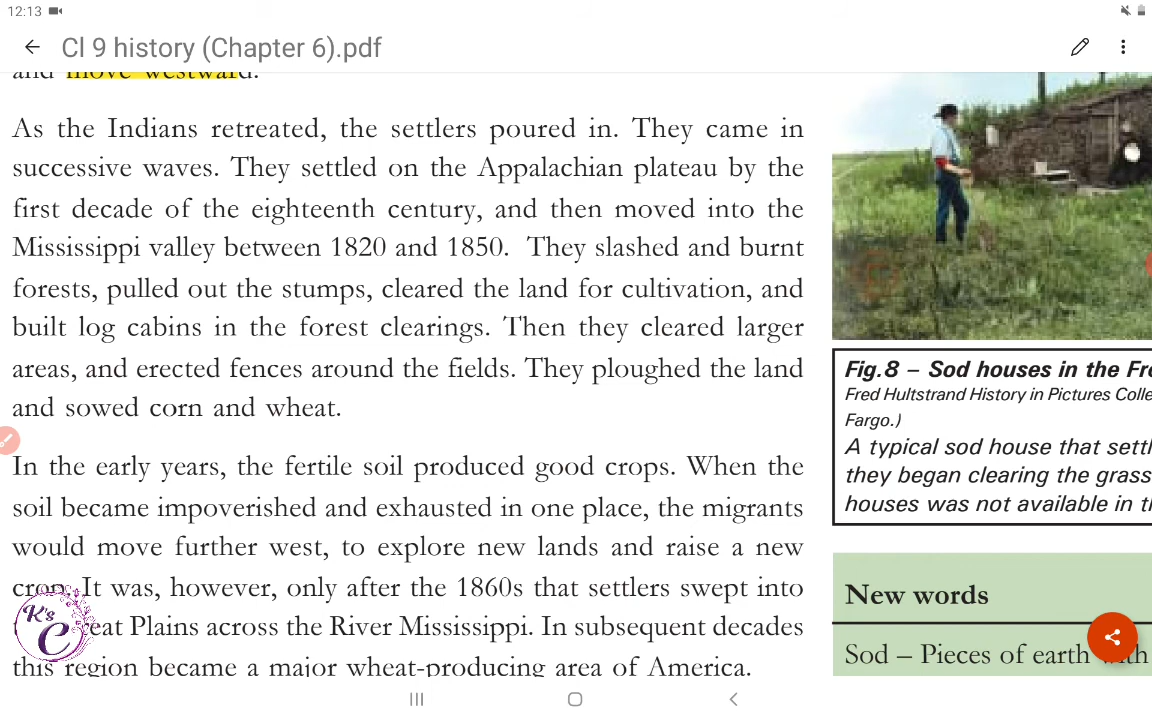 12:13
Cl 9 history (Chapter 6).pdf
and move westward.
As the Indians retreated, the settlers poured in. They came in
successive waves. They settled on the Appalachian plateau by the
first decade of the eighteenth century, and then moved into the
Mississippi valley between 1820 and 1850. They slashed and burnt
forests, pulled out the stumps, cleared the land for cultivation, and
built log cabins in the forest clearings. Then they cleared larger
areas, and erected fences around the fields. They ploughed the land
and sowed corn and wheat.
In the early years, the fertile soil produced good crops. When the
soil became impoverished and exhausted in one place, the migrants
would move further west, to explore new lands and raise a new
crop. It was, however, only after the 1860s that settlers swept into
eat Plains across the River Mississippi. In subsequent decades
this region became a major wheat-producing area of America.
K's
C
Fig.8 – Sod houses in the Fr
Fred Hultstrand History in Pictures Colle
Fargo.)
A typical sod house that settl
they began clearing the grass
houses was not available in t
New words
Sod – Pieces of earth with